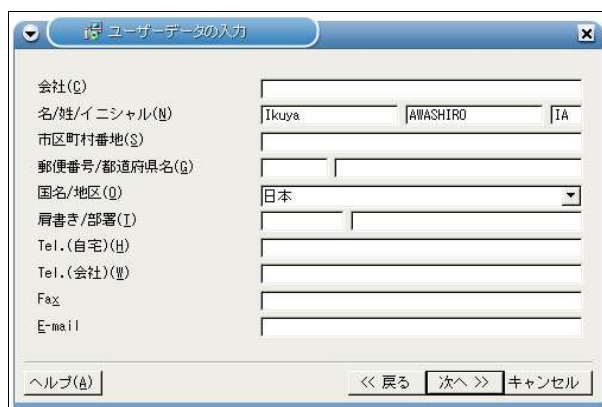 ユーザーデータの入力
会社(C)
名/姓/イニシャル(N) Ikuya AWASHIRO IA
市区町村番地(S)
郵便番号/都道府県名(G)
国名/地区(O) 日本
肩書き/部署(T)
Tel.(自宅)(H)
Tel.(会社)(W)
Fax
E-mail
ヘルプ(A) << 戻る 次へ >> キャンセル